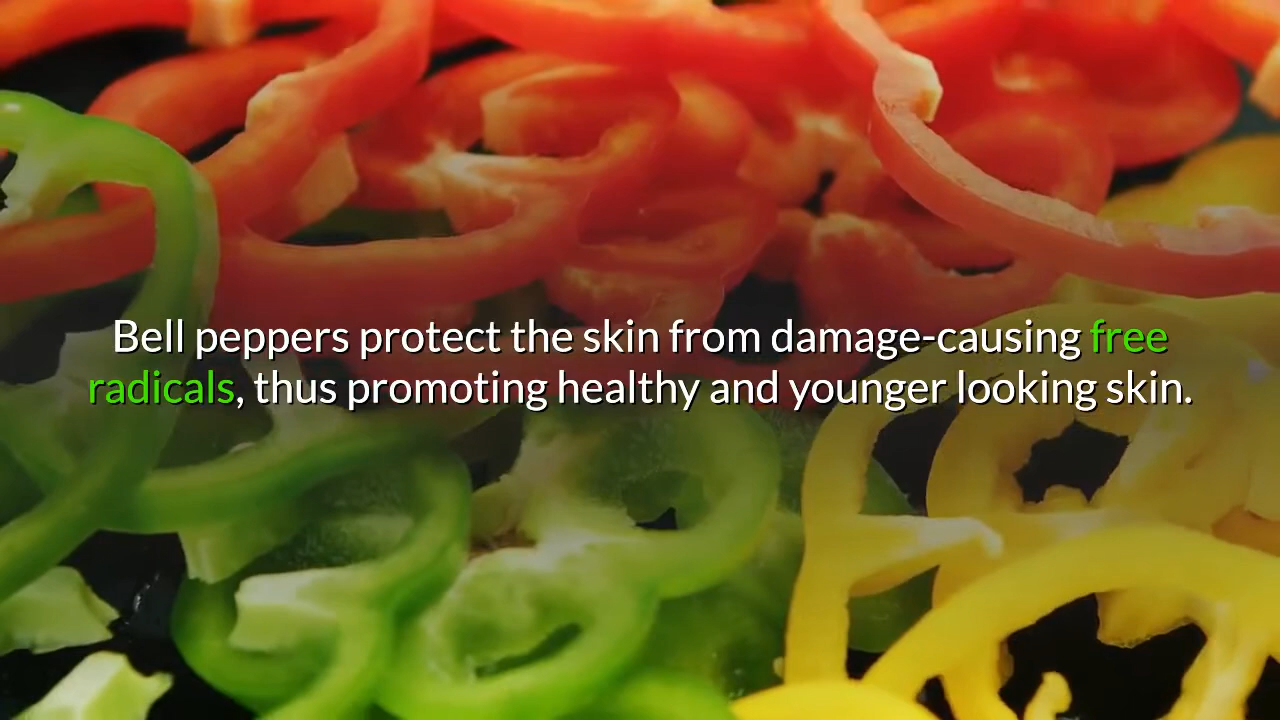 Bell peppers protect the skin from damage-causing free
radicals, thus promoting healthy and younger looking skin.